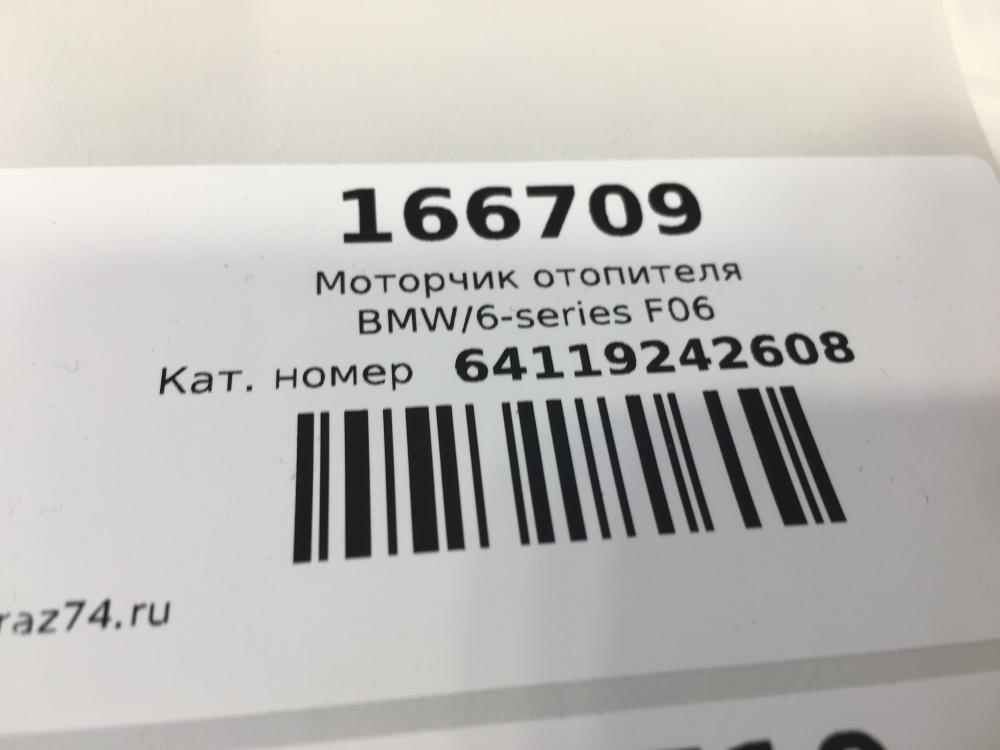 166709
Моторчик отопителя
BMW/6-series F06
Кат. номер 64119242608
raz74.ru